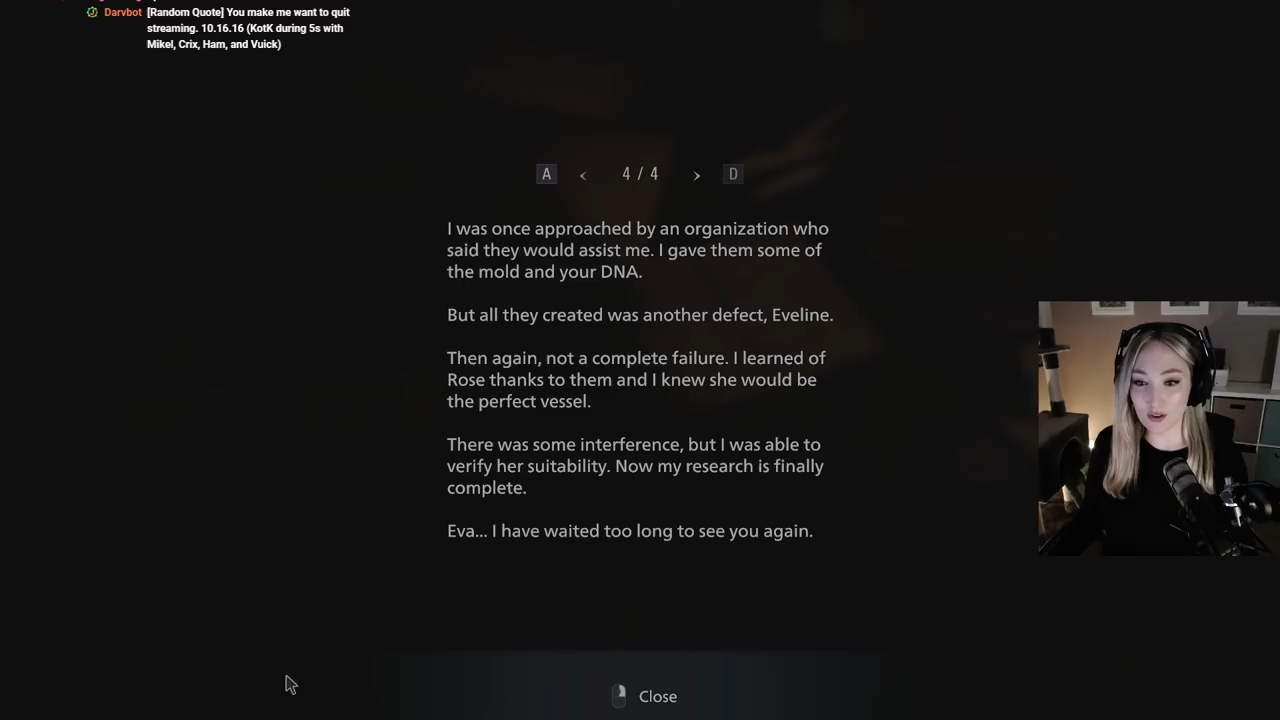 Darvbot [Random Quote] You make me want to quit
streaming. 10.16.16 (KotK during 5s with
Mikel, Crix, Ham, and Vuick)
A < 4 / 4 > D
I was once approached by an organization who
said they would assist me. I gave them some of
the mold and your DNA.
But all they created was another defect, Eveline.
Then again, not a complete failure. I learned of
Rose thanks to them and I knew she would be
the perfect vessel.
There was some interference, but I was able to
verify her suitability. Now my research is finally
complete.
Eva... I have waited too long to see you again.
Close